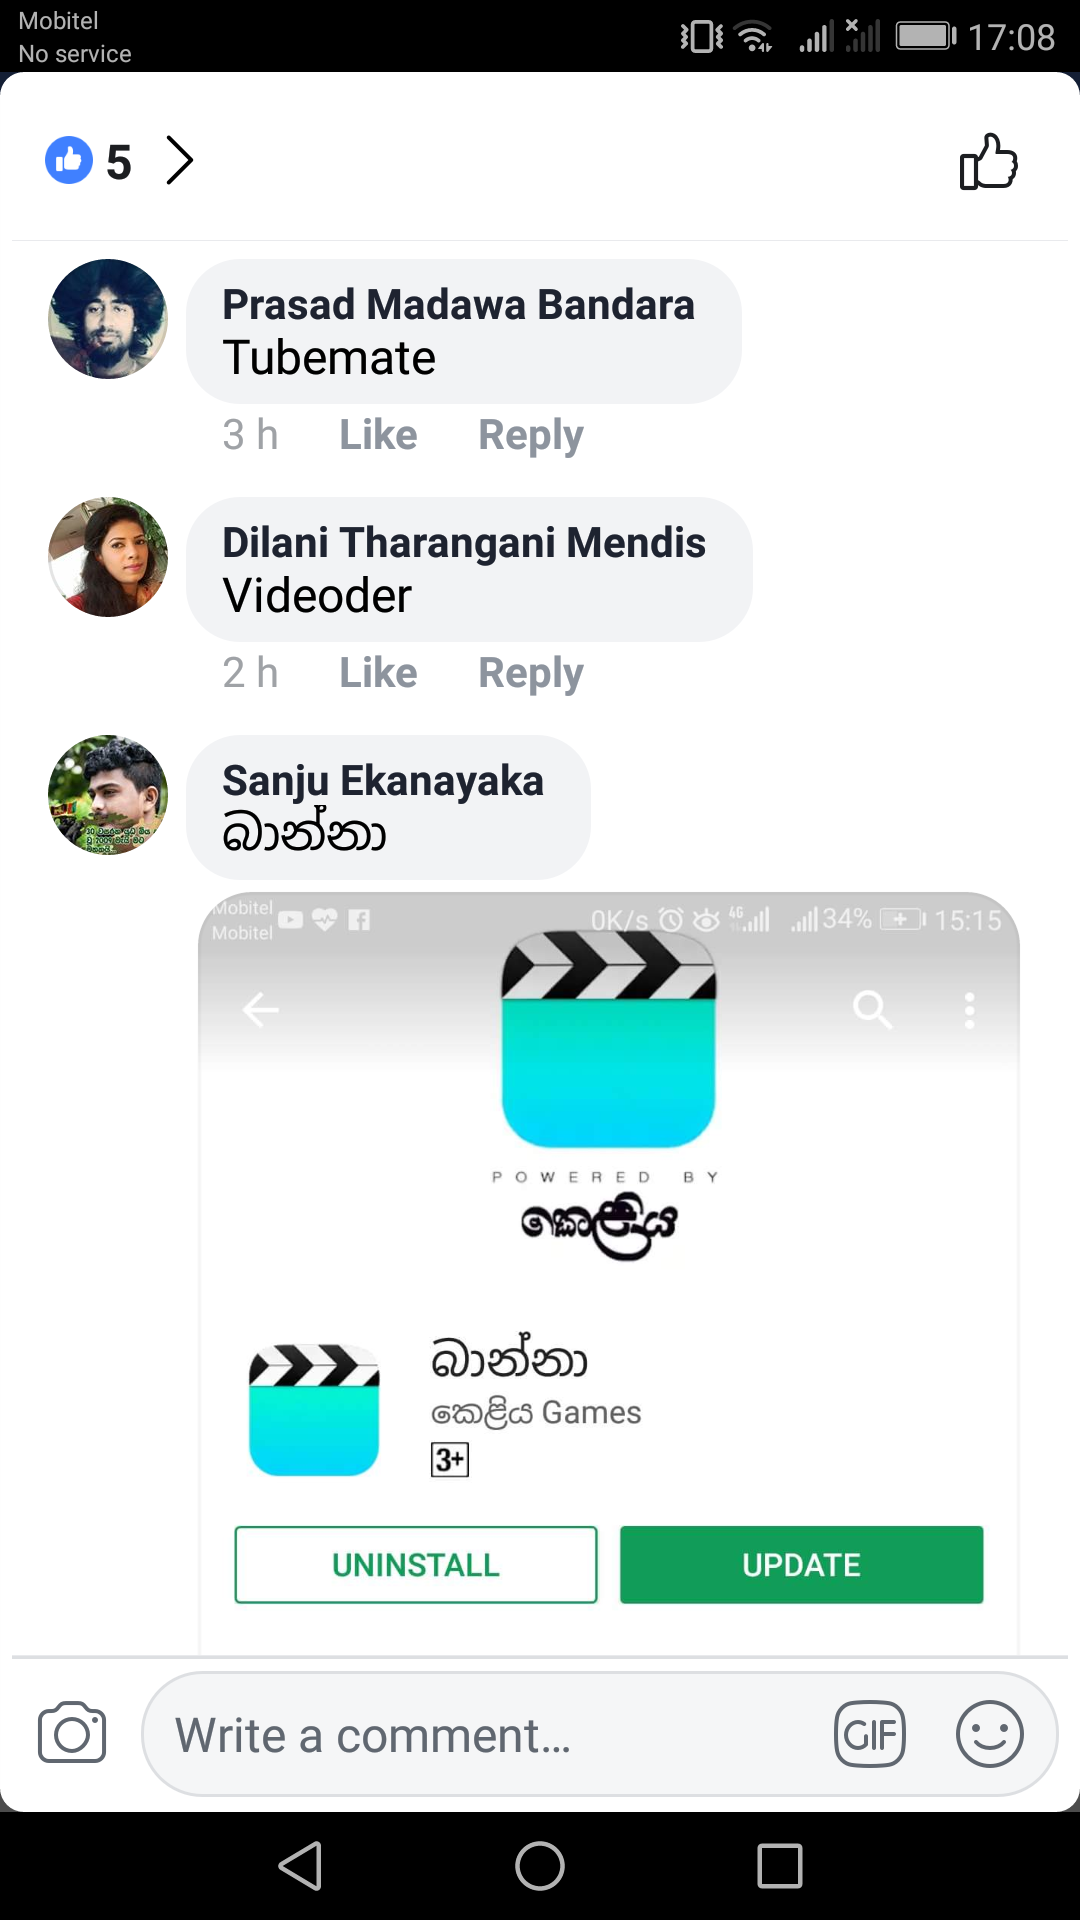 Mobitel
No service
17:08
5
Prasad Madawa Bandara
Tubemate
3 h Like Reply
Dilani Tharangani Mendis
Videoder
2 h Like Reply
Sanju Ekanayaka
බාන්නා
Mobitel
Mobitel
0K/s 4G 34% 15:15
POWERED BY
කෙළිය
බාන්නා
කෙළිය Games
3+
UNINSTALL UPDATE
Write a comment...
GIF